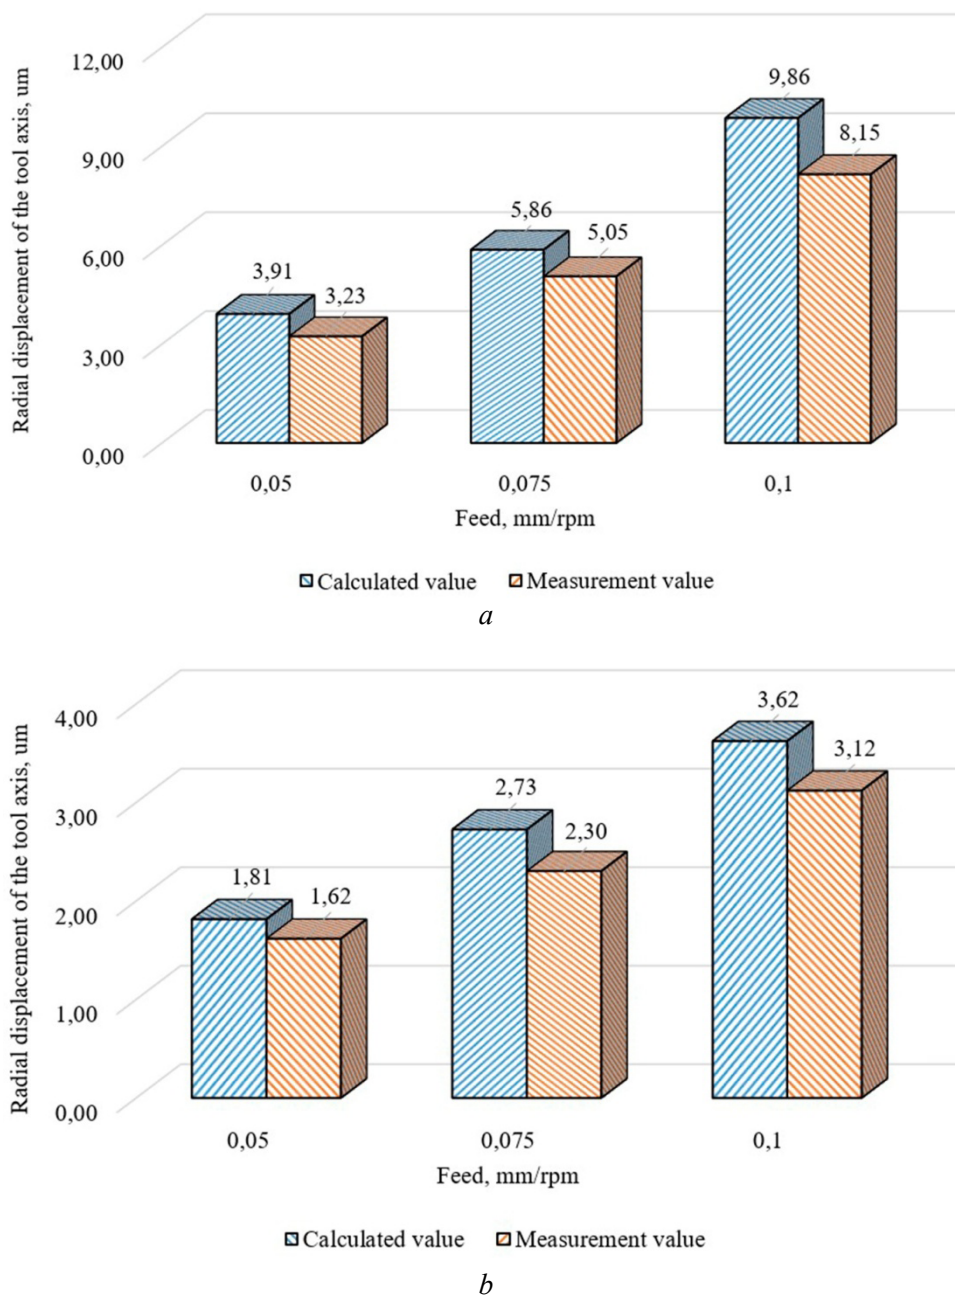 Radial displacement of the tool axis, um
12,00
9,00
6,00
3,00
0,00
3,91
3,23
5,86
5,05
9,86
8,15
0,05
0,075
0,1
Feed, mm/rpm
Calculated value
Measurement value
a
Radial displacement of the tool axis, um
4,00
3,00
2,00
1,00
0,00
1,81
1,62
2,73
2,30
3,62
3,12
0,05
0,075
0,1
Feed, mm/rpm
Calculated value
Measurement value
b